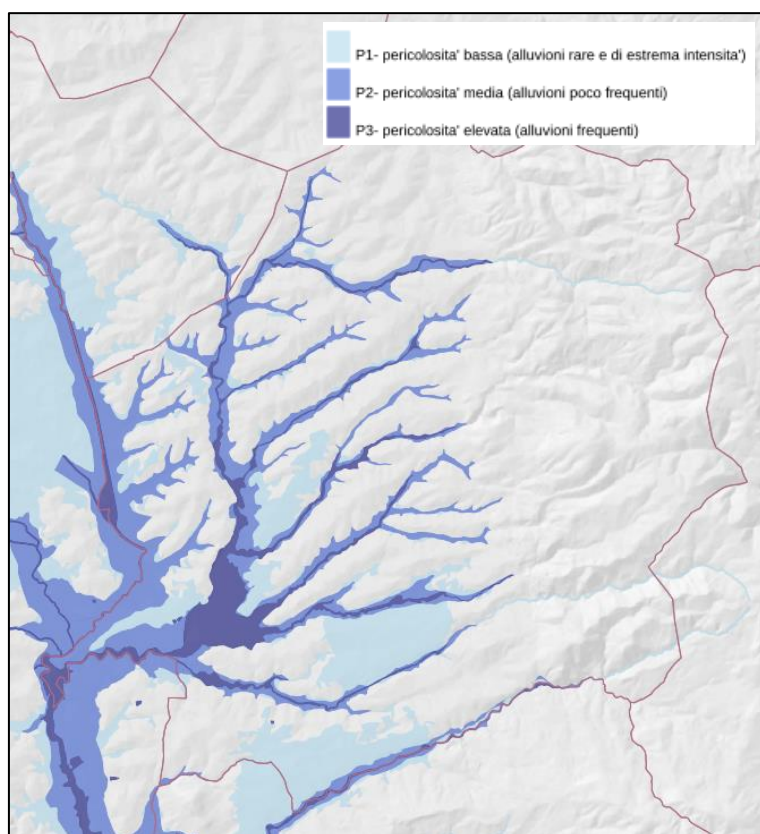 P1- pericolosita' bassa (alluvioni rare e di estrema intensita')
P2- pericolosita' media (alluvioni poco frequenti)
P3- pericolosita' elevata (alluvioni frequenti)